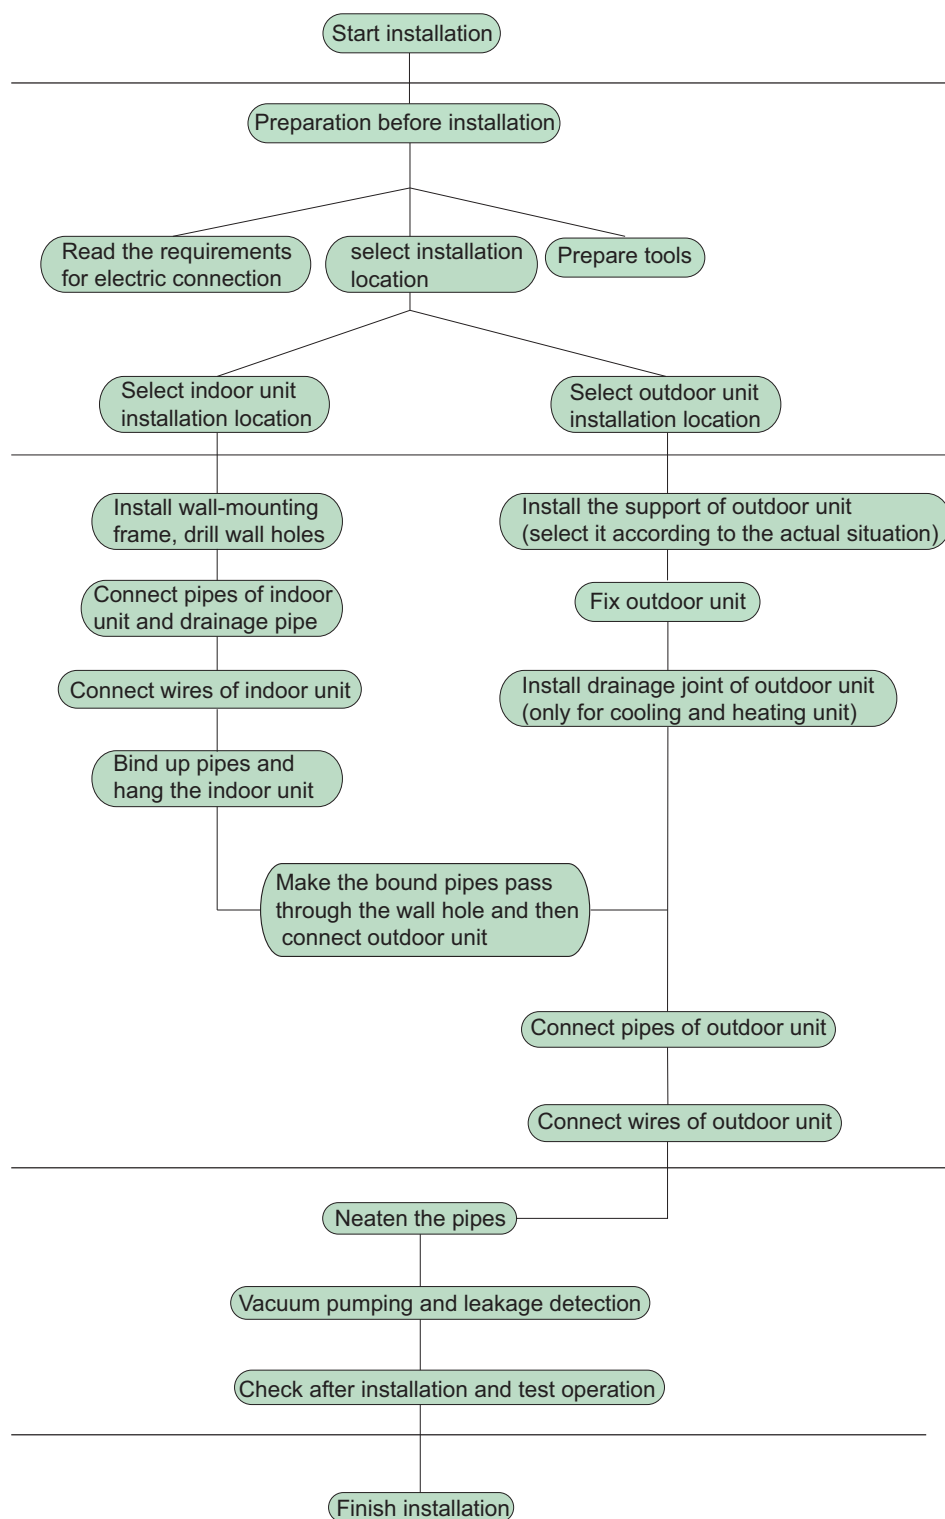 Start installation
Preparation before installation
Read the requirements
for electric connection
select installation
location
Prepare tools
Select indoor unit
installation location
Select outdoor unit
installation location
Install wall-mounting
frame, drill wall holes
Install the support of outdoor unit
(select it according to the actual situation)
Connect pipes of indoor
unit and drainage pipe
Fix outdoor unit
Connect wires of indoor unit
Install drainage joint of outdoor unit
(only for cooling and heating unit)
Bind up pipes and
hang the indoor unit
Make the bound pipes pass
through the wall hole and then
connect outdoor unit
Connect pipes of outdoor unit
Connect wires of outdoor unit
Neaten the pipes
Vacuum pumping and leakage detection
Check after installation and test operation
Finish installation